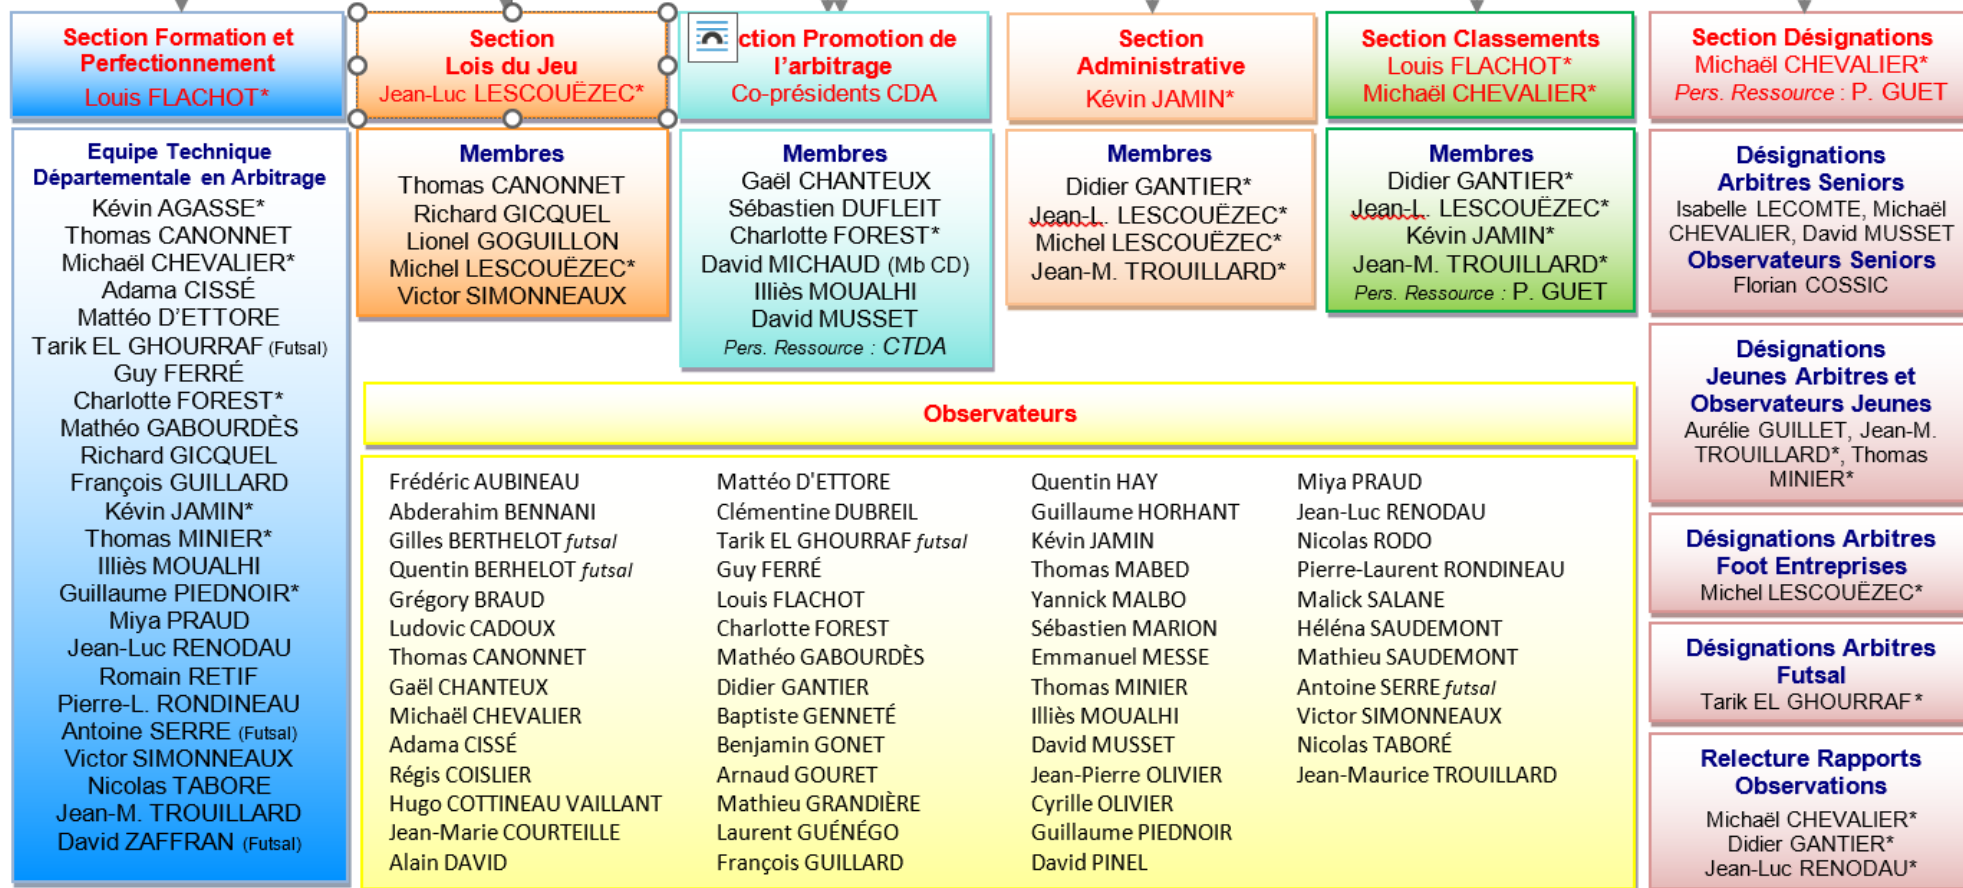 Section Formation et
Perfectionnement
Louis FLACHOT*
Equipe Technique
Départementale en Arbitrage
Kévin AGASSE*
Thomas CANONNET
Michaël CHEVALIER*
Adama CISSÉ
Mattéo D'ETTORE
Tarik EL GHOURRAF (Futsal)
Guy FERRÉ
Charlotte FOREST*
Mathéo GABOURDÈS
Richard GICQUEL
François GUILLARD
Kévin JAMIN*
Thomas MINIER*
Illiès MOUALHI
Guillaume PIEDNOIR*
Miya PRAUD
Jean-Luc RENODAU
Romain RETIF
Pierre-L. RONDINEAU
Antoine SERRE (Futsal)
Victor SIMONNEAUX
Nicolas TABORE
Jean-M. TROUILLARD
David ZAFFRAN (Futsal)
Section
Lois du Jeu
Jean-Luc LESCOUËZEC*
Membres
Thomas CANONNET
Richard GICQUEL
Lionel GOGUILLON
Michel LESCOUËZEC*
Victor SIMONNEAUX
ction Promotion de
l'arbitrage
Co-présidents CDA
Membres
Gaël CHANTEUX
Sébastien DUFLEIT
Charlotte FOREST*
David MICHAUD (Mb CD)
Illiès MOUALHI
David MUSSET
Pers. Ressource : CTDA
Section
Administrative
Kévin JAMIN*
Membres
Didier GANTIER*
Jean-L. LESCOUËZEC*
Michel LESCOUËZEC*
Jean-M. TROUILLARD*
Section Classements
Louis FLACHOT*
Michaël CHEVALIER*
Membres
Didier GANTIER*
Jean-L. LESCOUËZEC*
Kévin JAMIN*
Jean-M. TROUILLARD*
Pers. Ressource : P. GUET
Section Désignations
Michaël CHEVALIER*
Pers. Ressource : P. GUET
Désignations
Arbitres Seniors
Isabelle LECOMTE, Michaël
CHEVALIER, David MUSSET
Observateurs Seniors
Florian COSSIC
Désignations
Jeunes Arbitres et
Observateurs Jeunes
Aurélie GUILLET, Jean-M.
TROUILLARD*, Thomas
MINIER*
Désignations Arbitres
Foot Entreprises
Michel LESCOUËZEC*
Désignations Arbitres
Futsal
Tarik EL GHOURRAF*
Relecture Rapports
Observations
Michaël CHEVALIER*
Didier GANTIER*
Jean-Luc RENODAU*
Observateurs
Frédéric AUBINEAU
Abderahim BENNANI
Gilles BERTHELOT futsal
Quentin BERHELOT futsal
Grégory BRAUD
Ludovic CADOUX
Thomas CANONNET
Gaël CHANTEUX
Michaël CHEVALIER
Adama CISSÉ
Régis COISLIER
Hugo COTTINEAU VAILLANT
Jean-Marie COURTEILLE
Alain DAVID
Mattéo D'ETTORE
Clémentine DUBREIL
Tarik EL GHOURRAF futsal
Guy FERRÉ
Louis FLACHOT
Charlotte FOREST
Mathéo GABOURDÈS
Didier GANTIER
Baptiste GENNETÉ
Benjamin GONET
Arnaud GOURET
Mathieu GRANDIÈRE
Laurent GUÉNÉGO
François GUILLARD
Quentin HAY
Guillaume HORHANT
Kévin JAMIN
Thomas MABED
Yannick MALBO
Sébastien MARION
Emmanuel MESSE
Thomas MINIER
Illiès MOUALHI
David MUSSET
Jean-Pierre OLIVIER
Cyrille OLIVIER
Guillaume PIEDNOIR
David PINEL
Miya PRAUD
Jean-Luc RENODAU
Nicolas RODO
Pierre-Laurent RONDINEAU
Malick SALANE
Héléna SAUDEMONT
Mathieu SAUDEMONT
Antoine SERRE futsal
Victor SIMONNEAUX
Nicolas TABORÉ
Jean-Maurice TROUILLARD